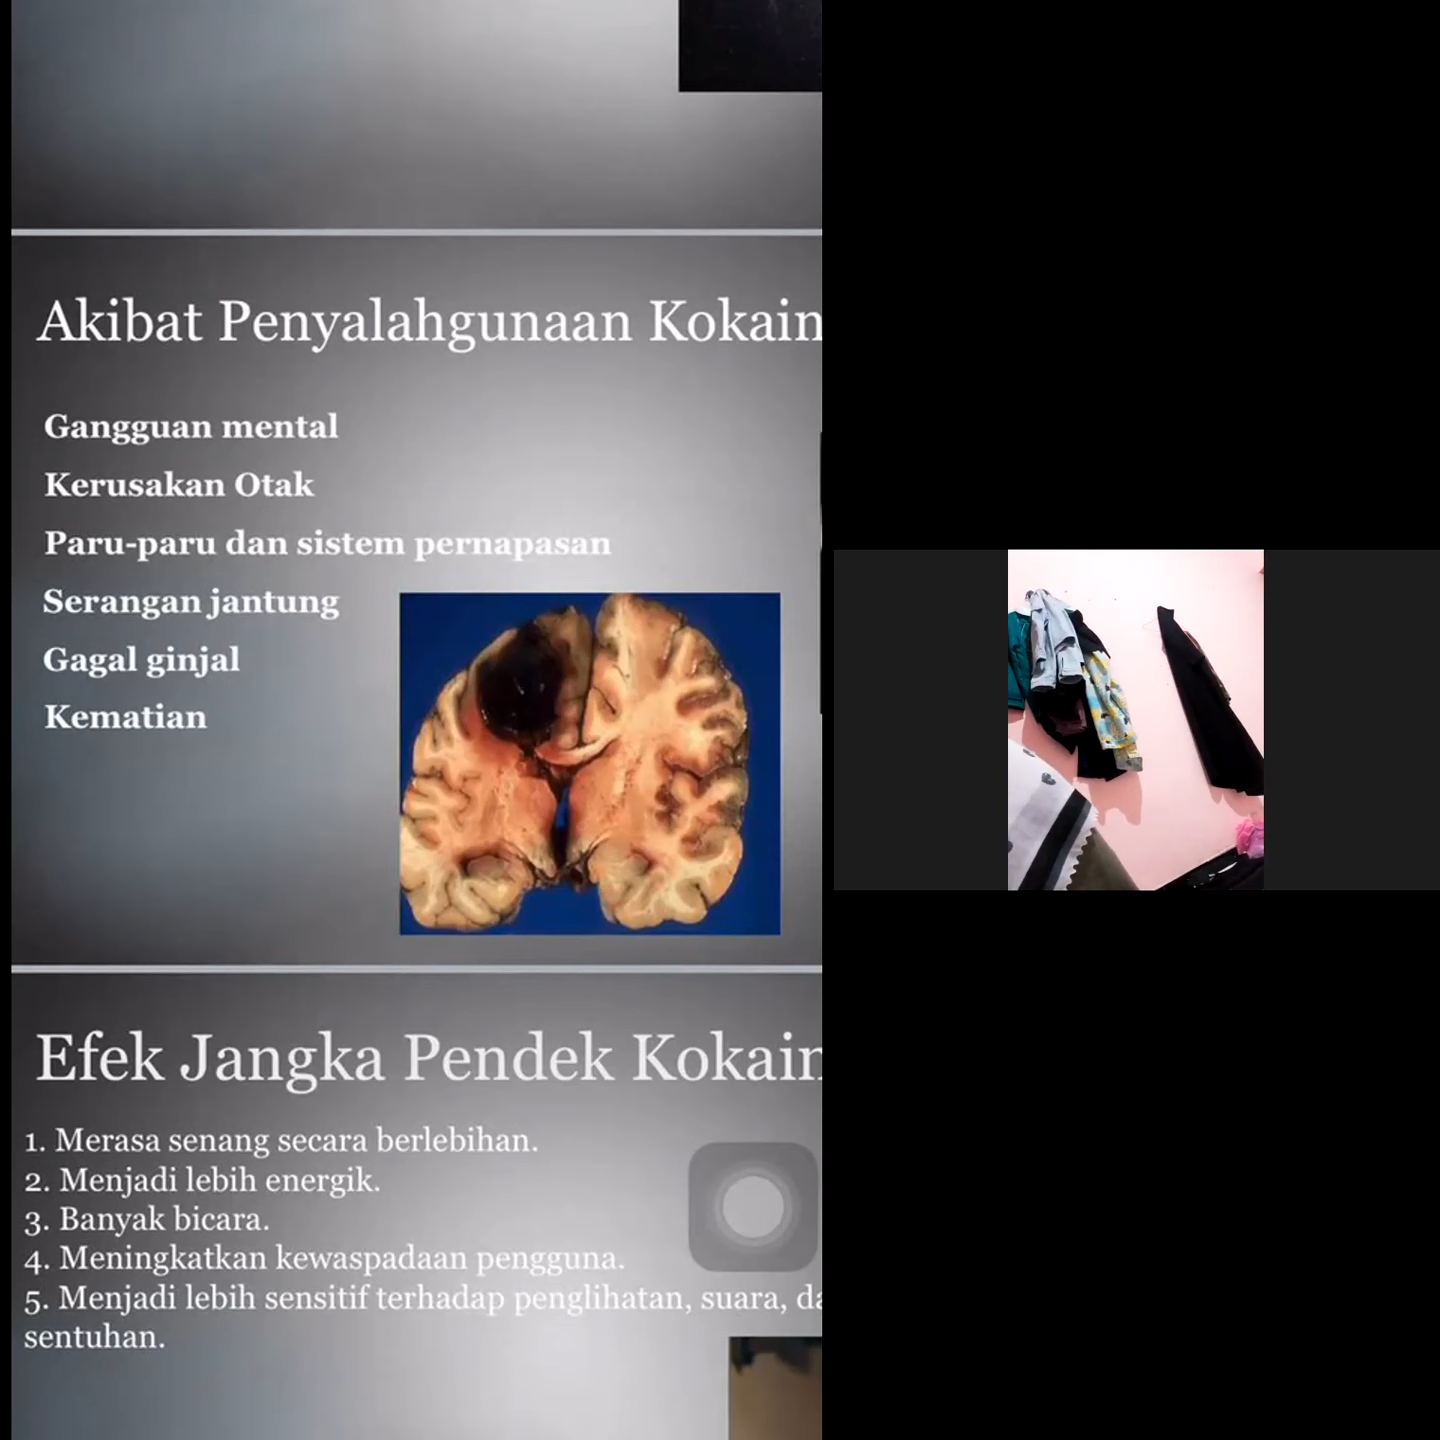 Akibat Penyalahgunaan Kokain
Gangguan mental
Kerusakan Otak
Paru-paru dan sistem pernapasan
Serangan jantung
Gagal ginjal
Kematian
Efek Jangka Pendek Kokain
1. Merasa senang secara berlebihan.
2. Menjadi lebih energik.
3. Banyak bicara.
4. Meningkatkan kewaspadaan pengguna.
5. Menjadi lebih sensitif terhadap penglihatan, suara,
sentuhan.